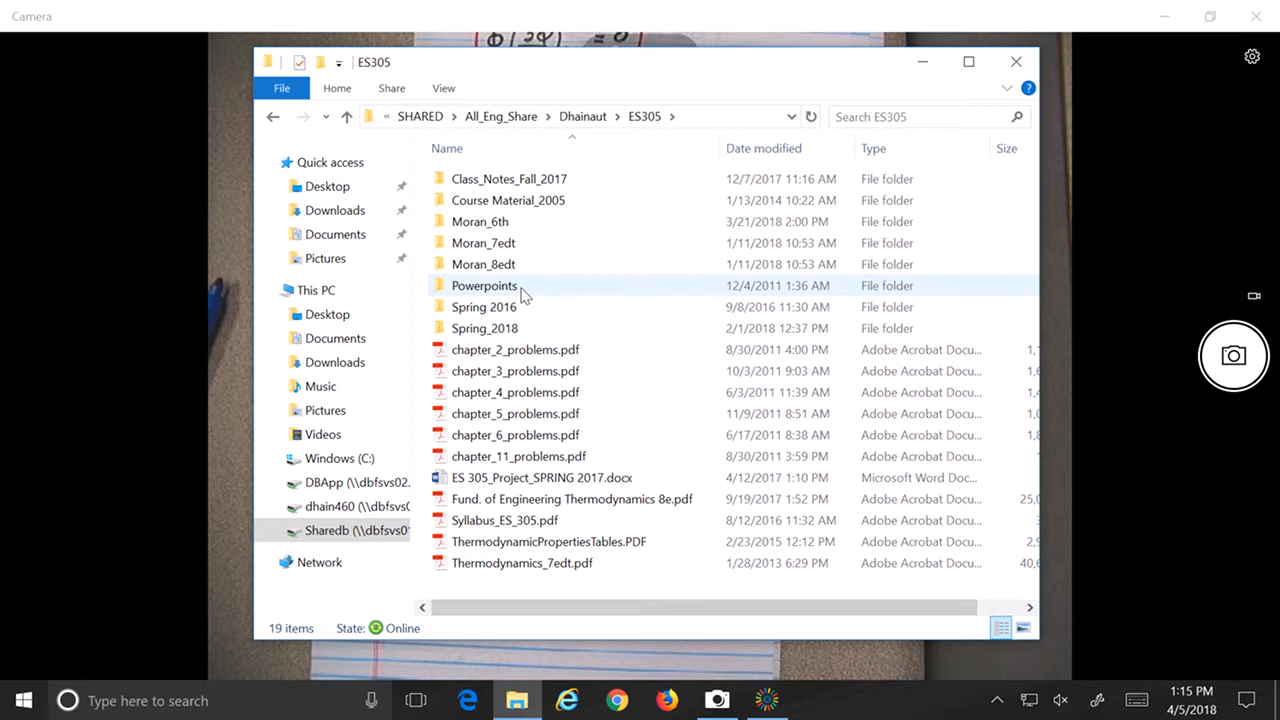 Camera
ES305
File Home Share View
« SHARED > All_Eng_Share > Dhainaut > ES305 > Search ES305
Name Date modified Type Size
Quick access
Desktop
Downloads
Documents
Pictures
This PC
Desktop
Documents
Downloads
Music
Pictures
Videos
Windows (C:)
DBApp (\\dbfsvs02.
dhain460 (\\dbfsvs0
Sharedb (\\dbfsvs01
Network
Class_Notes_Fall_2017 12/7/2017 11:16 AM File folder
Course Material_2005 1/13/2014 10:22 AM File folder
Moran_6th 3/21/2018 2:00 PM File folder
Moran_7edt 1/11/2018 10:53 AM File folder
Moran_8edt 1/11/2018 10:53 AM File folder
Powerpoints 12/4/2011 1:36 AM File folder
Spring 2016 9/8/2016 11:30 AM File folder
Spring_2018 2/1/2018 12:37 PM File folder
chapter_2_problems.pdf 8/30/2011 4:00 PM Adobe Acrobat Docu... 1,
chapter_3_problems.pdf 10/3/2011 9:03 AM Adobe Acrobat Docu... 1,
chapter_4_problems.pdf 6/3/2011 11:39 AM Adobe Acrobat Docu... 1,
chapter_5_problems.pdf 11/9/2011 8:51 AM Adobe Acrobat Docu... 1,
chapter_6_problems.pdf 6/17/2011 8:38 AM Adobe Acrobat Docu... 1,
chapter_11_problems.pdf 8/30/2011 3:59 PM Adobe Acrobat Docu...
ES 305_Project_SPRING 2017.docx 4/12/2017 1:10 PM Microsoft Word Doc...
Fund. of Engineering Thermodynamics 8e.pdf 9/19/2017 1:52 PM Adobe Acrobat Docu... 25,
Syllabus_ES_305.pdf 8/12/2016 11:32 AM Adobe Acrobat Docu...
ThermodynamicPropertiesTables.PDF 2/23/2015 12:12 PM Adobe Acrobat Docu... 2,
Thermodynamics_7edt.pdf 1/28/2013 6:29 PM Adobe Acrobat Docu... 40,
19 items State: Online
Type here to search
1:15 PM
4/5/2018